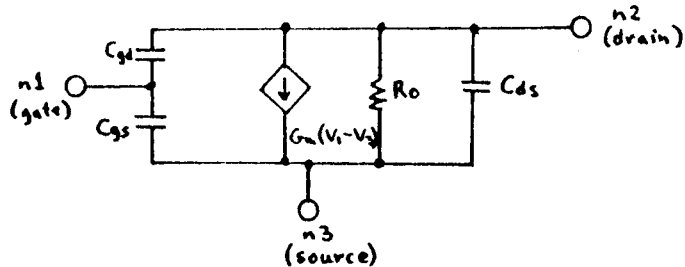 n2
(drain)
Cgd
n1
(gate)
Cgs
Ro
Cds
Gm(V1-V3)
n3
(source)